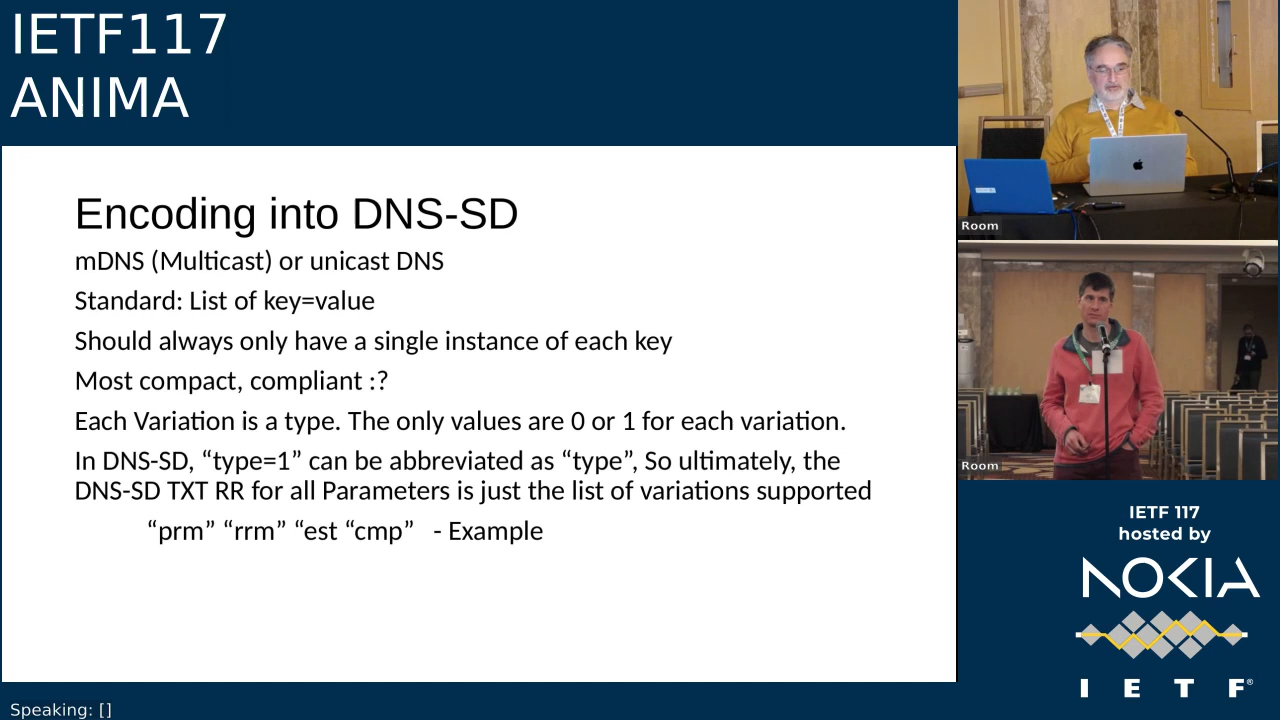 IETF117
ANIMA
Encoding into DNS-SD
mDNS (Multicast) or unicast DNS
Standard: List of key=value
Should always only have a single instance of each key
Most compact, compliant :?
Each Variation is a type. The only values are 0 or 1 for each variation.
In DNS-SD, “type=1” can be abbreviated as “type”, So ultimately, the
DNS-SD TXT RR for all Parameters is just the list of variations supported
“prm” “rrm” “est “cmp”   - Example
Room
Room
IETF 117
hosted by
NOKIA
I E T F®
Speaking: []